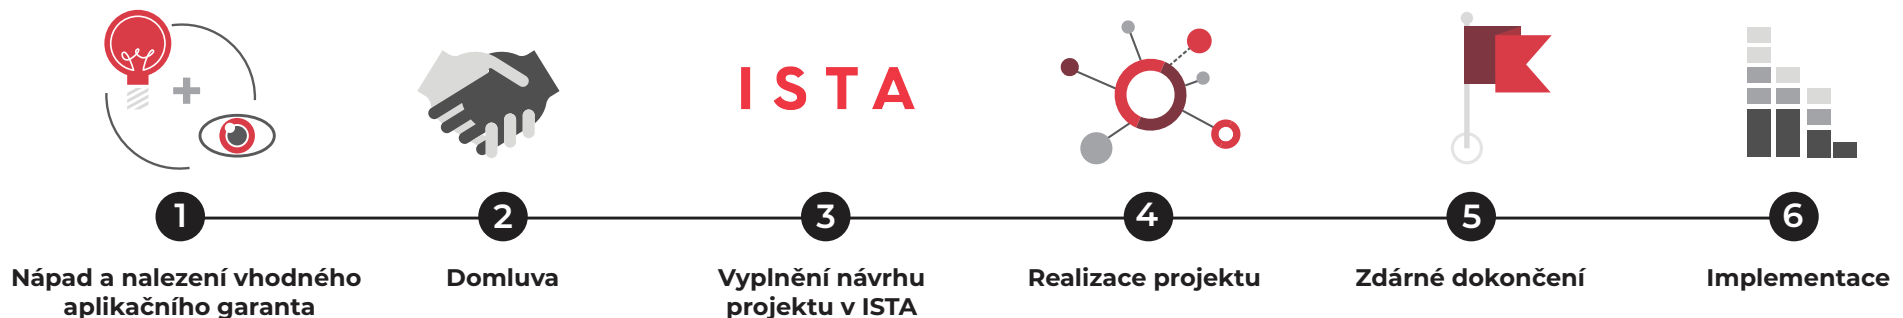 ISTA
1
2
3
4
5
6
Nápad a nalezení vhodného
aplikačního garanta
Domluva
Vyplnění návrhu
projektu v ISTA
Realizace projektu
Zdárné dokončení
Implementace